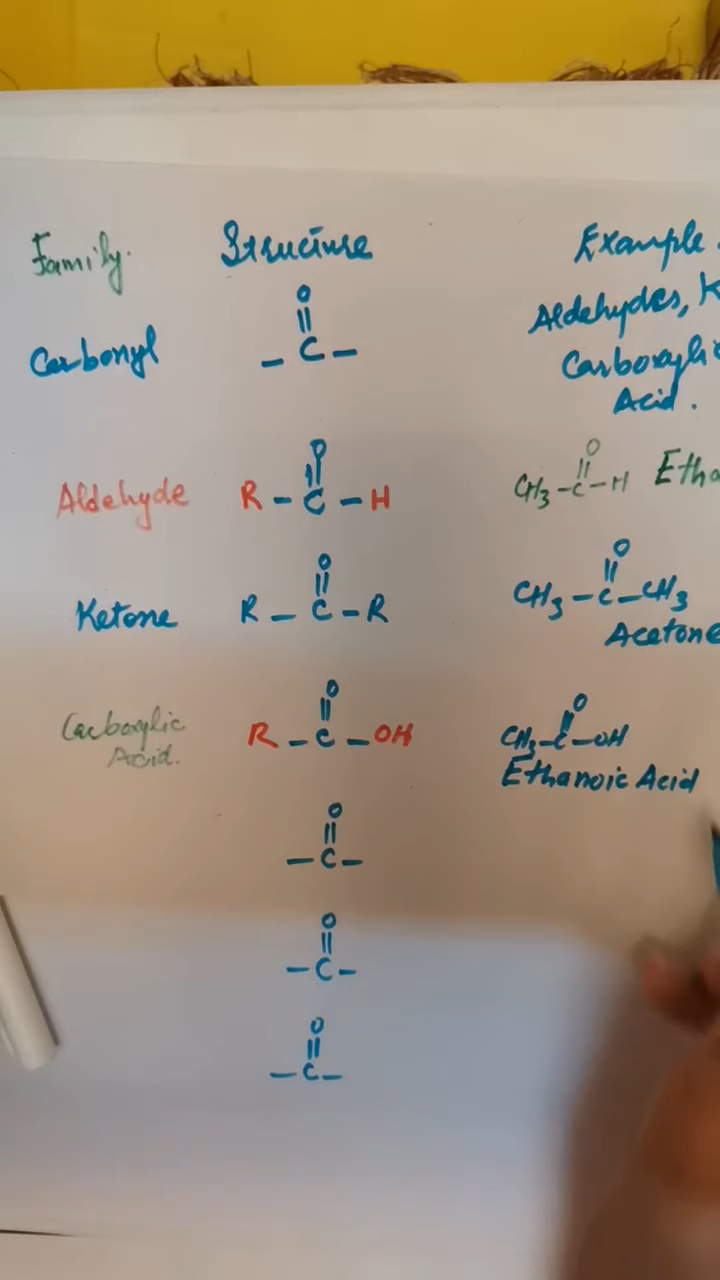 Family. Structure Example
O
||
Carbonyl – C – Aldehydes, K
Carboxylic
Acid.
O O
|| ||
Aldehyde R – C – H CH3 – C – H Etha
O O
|| ||
Ketone R – C – R CH3 – C – CH3
Acetone
O O
|| ||
Carboxylic R – C – OH CH3 – C – OH
Acid. Ethanoic Acid
O
||
– C –
O
||
– C –
O
||
– C –